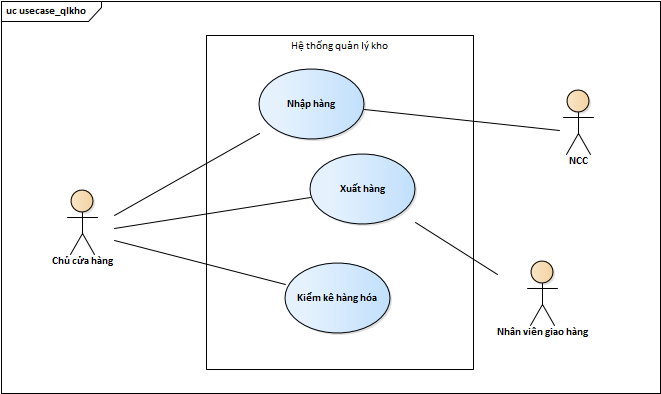 uc usecase_qlkho
Hệ thống quản lý kho
Nhập hàng
NCC
Xuất hàng
Chủ cửa hàng
Kiểm kê hàng hóa
Nhân viên giao hàng